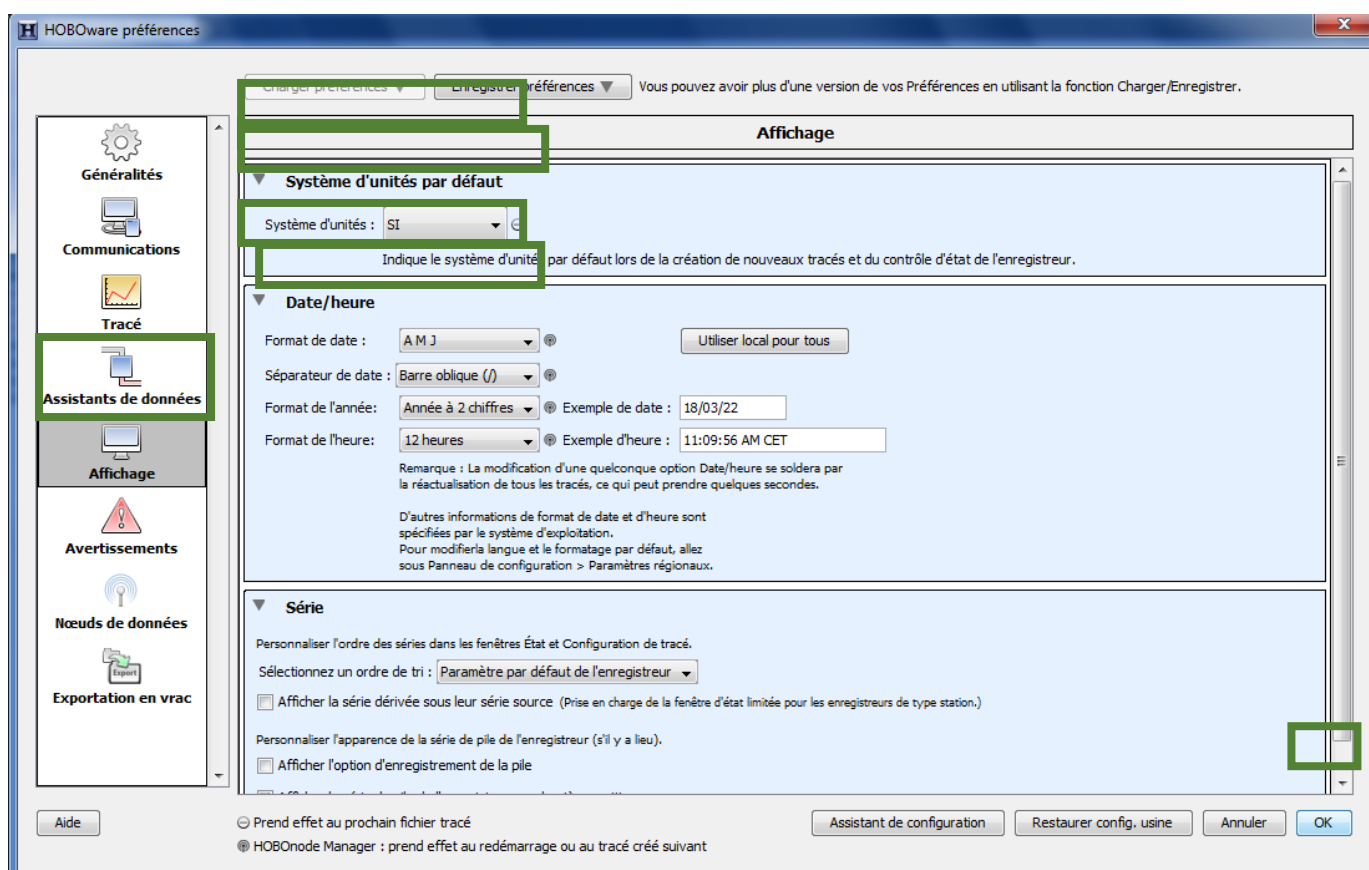 HOBOware préférences
Charger préférences Enregistrer préférences Vous pouvez avoir plus d'une version de vos Préférences en utilisant la fonction Charger/Enregistrer.
Affichage
Généralités
Communications
Tracé
Assistants de données
Affichage
Avertissements
Nœuds de données
Export
Exportation en vrac
Système d'unités par défaut
Système d'unités : SI
Indique le système d'unités par défaut lors de la création de nouveaux tracés et du contrôle d'état de l'enregistreur.
Date/heure
Format de date : A M J Utiliser local pour tous
Séparateur de date : Barre oblique (/)
Format de l'année: Année à 2 chiffres Exemple de date : 18/03/22
Format de l'heure: 12 heures Exemple d'heure : 11:09:56 AM CET
Remarque : La modification d'une quelconque option Date/heure se soldera par
la réactualisation de tous les tracés, ce qui peut prendre quelques secondes.
D'autres informations de format de date et d'heure sont
spécifiées par le système d'exploitation.
Pour modifierla langue et le formatage par défaut, allez
sous Panneau de configuration > Paramètres régionaux.
Série
Personnaliser l'ordre des séries dans les fenêtres État et Configuration de tracé.
Sélectionnez un ordre de tri : Paramètre par défaut de l'enregistreur
Afficher la série dérivée sous leur série source (Prise en charge de la fenêtre d'état limitée pour les enregistreurs de type station.)
Personnaliser l'apparence de la série de pile de l'enregistreur (s'il y a lieu).
Afficher l'option d'enregistrement de la pile
Aide
Prend effet au prochain fichier tracé
HOBOnode Manager : prend effet au redémarrage ou au tracé créé suivant
Assistant de configuration Restaurer config. usine Annuler OK